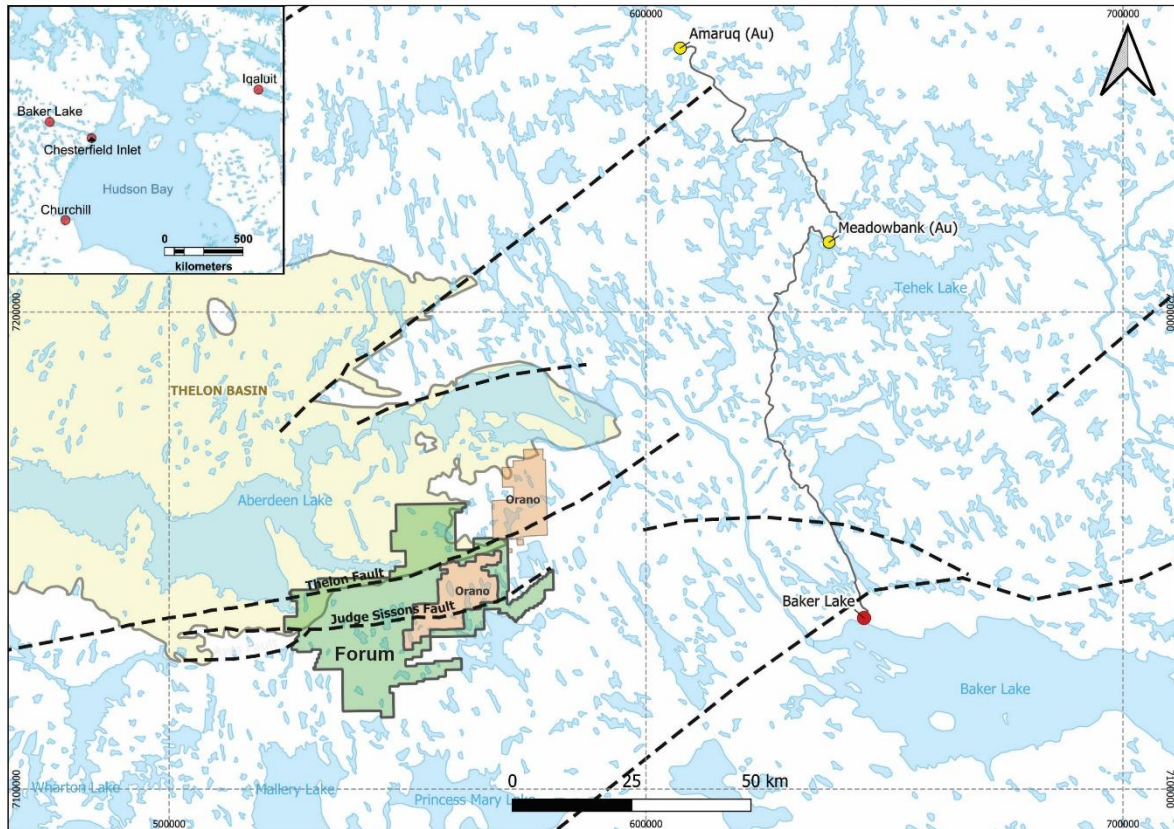 600000
700000
Amaruq (Au)
Iqaluit
Baker Lake
Chesterfield Inlet
Hudson Bay
Churchill
0
500
kilometers
Meadowbank (Au)
Tehek Lake
7200000
7200000
THELON BASIN
Aberdeen Lake
Orano
Thelon Fault
Orano
Judge Sissons Fault
Baker Lake
Forum
Baker Lake
0
25
50 km
Wharton Lake
Mallery Lake
Princess Mary Lake
7100000
7100000
500000
600000
700000